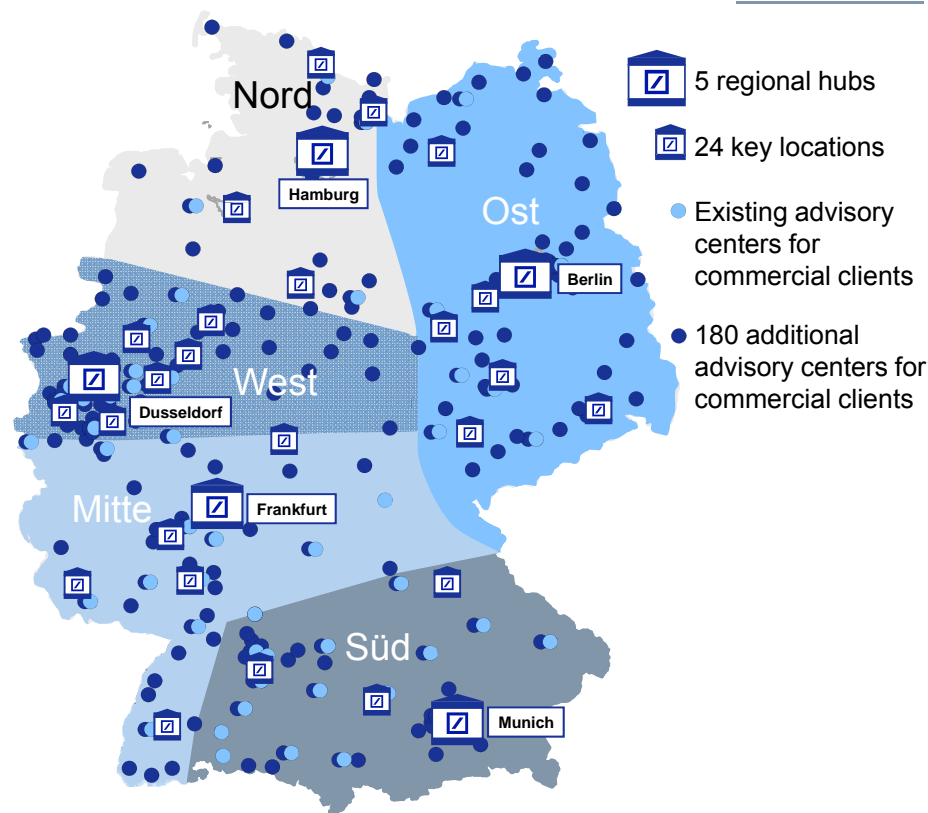 Nord
Hamburg
Ost
Berlin
West
Dusseldorf
Mitte
Frankfurt
Süd
Munich
5 regional hubs
24 key locations
Existing advisory
centers for
commercial clients
180 additional
advisory centers for
commercial clients